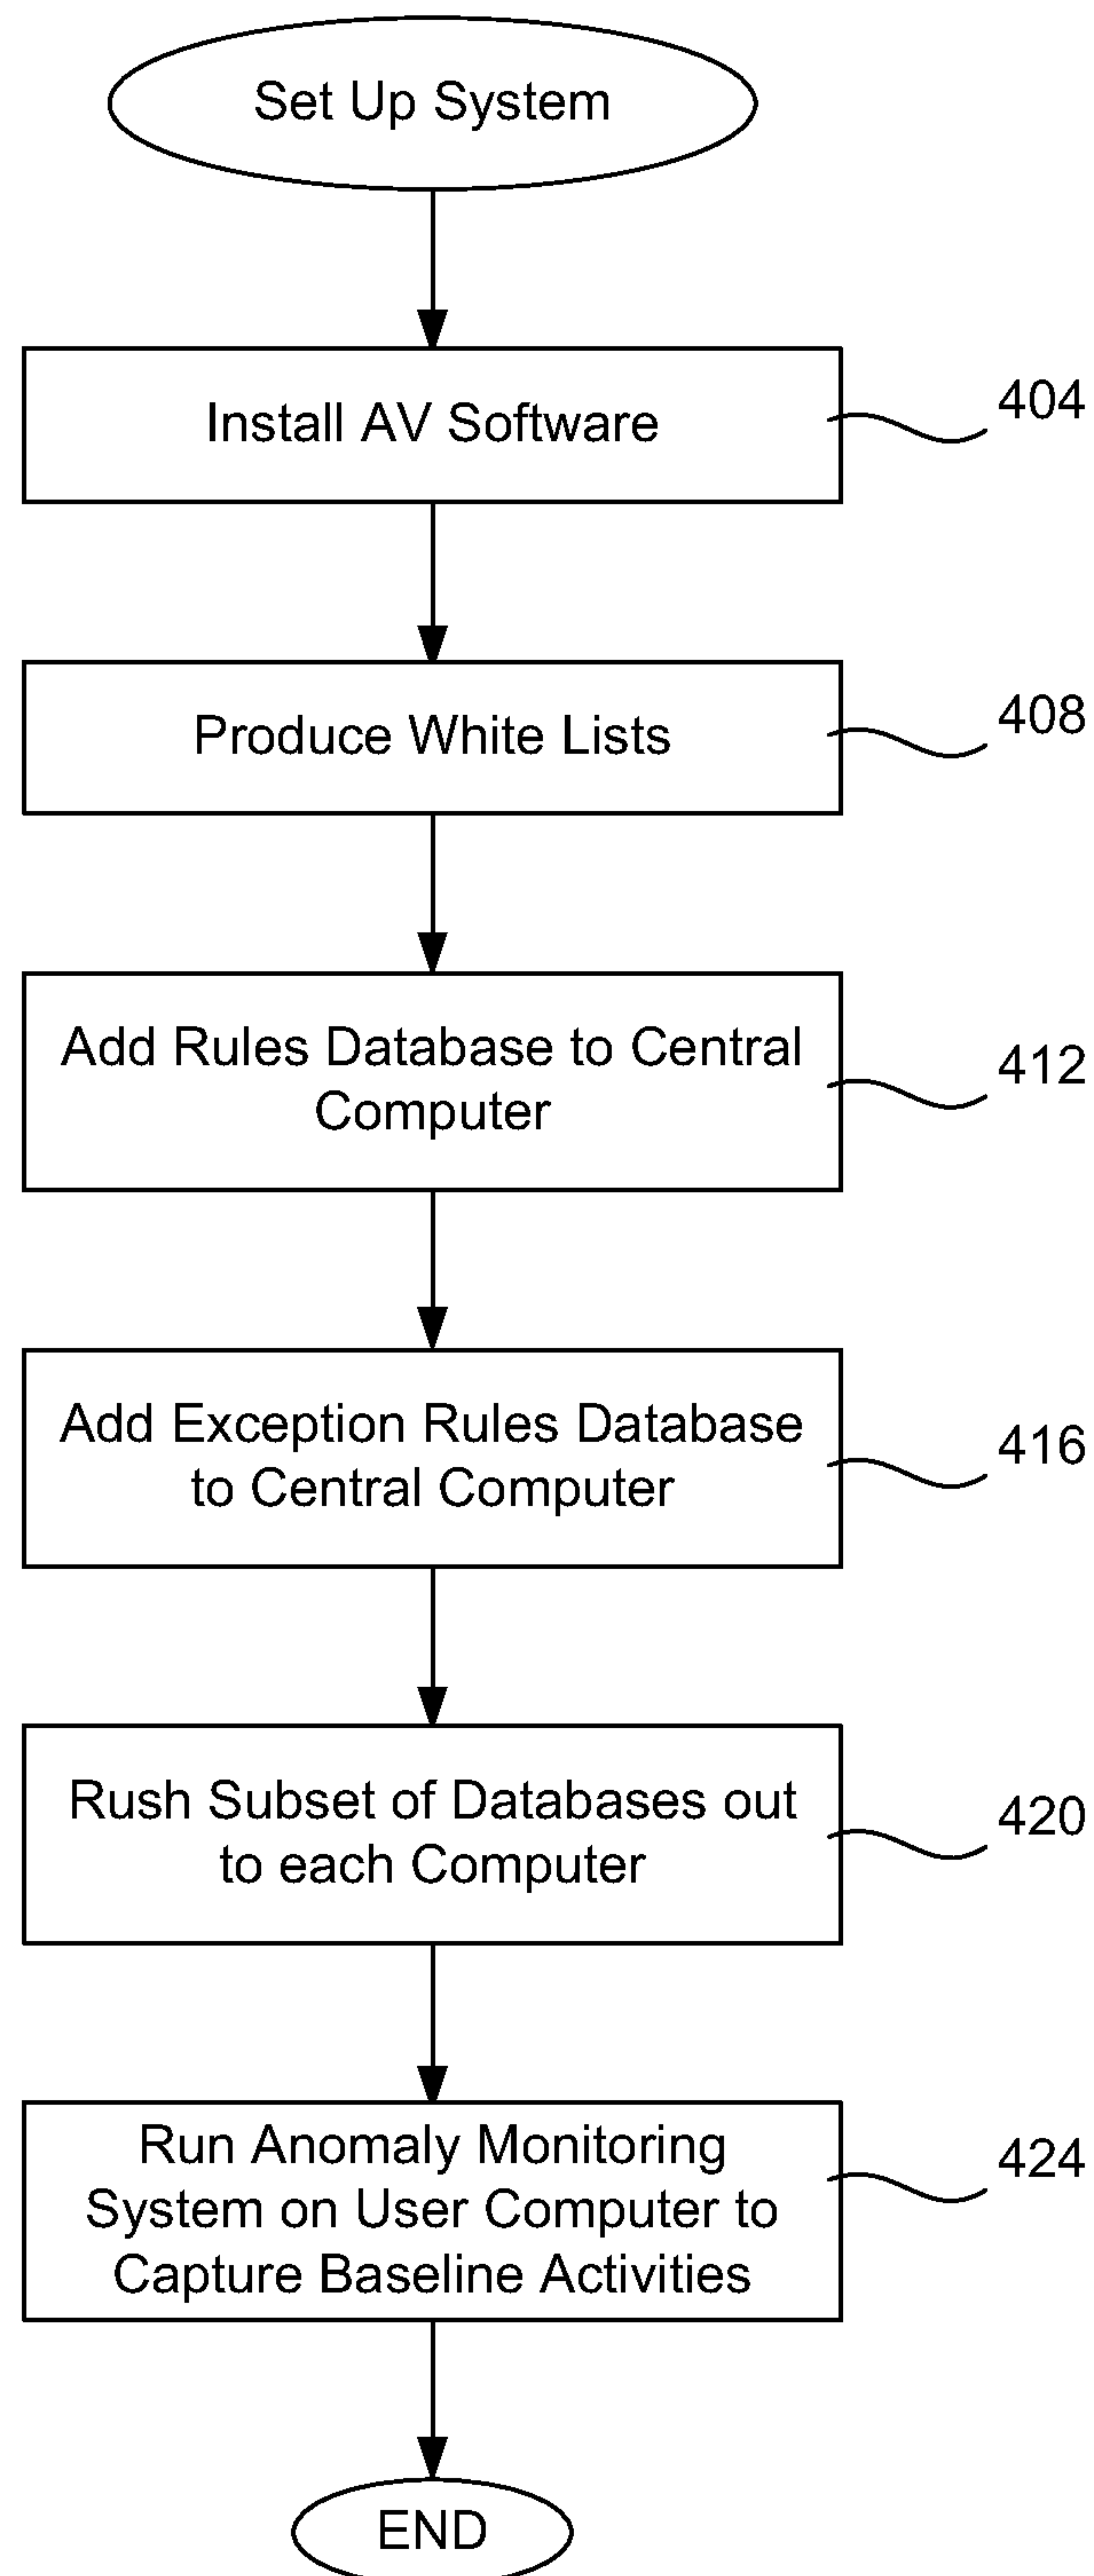 Set Up System
Install AV Software
404
Produce White Lists
408
Add Rules Database to Central
Computer
412
Add Exception Rules Database
to Central Computer
416
Rush Subset of Databases out
to each Computer
420
Run Anomaly Monitoring
System on User Computer to
Capture Baseline Activities
424
END